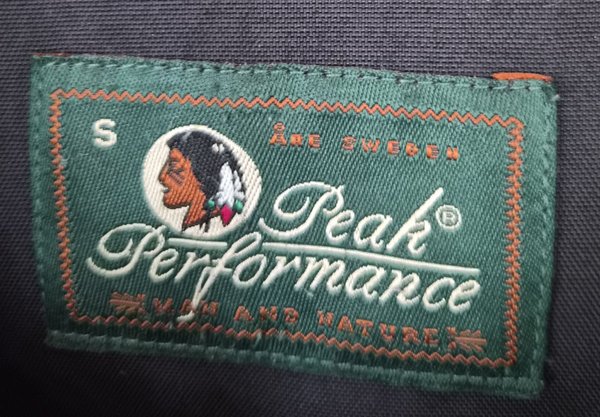 S
ÅRE SWEDEN
Peak®
Performance
MAN AND NATURE